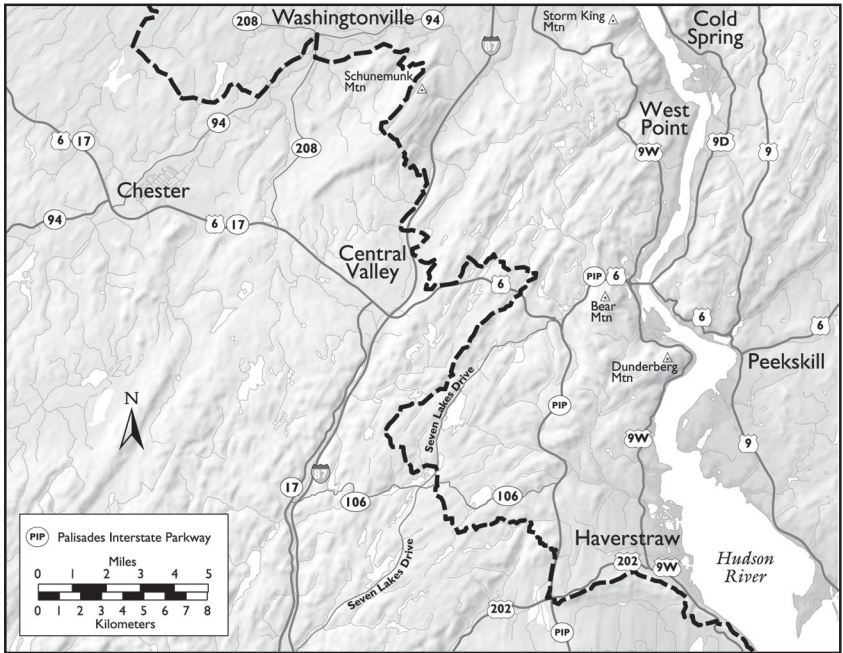 208
Washingtonville
94
Storm King
Mtn
Cold
Spring
87
Schunemunk
Mtn
West
Point
94
6
17
208
9W
9D
9
Chester
94
6
17
Central
Valley
6
PIP
6
Bear
Mtn
6
6
Dunderberg
Mtn
Peekskill
N
Seven Lakes Drive
PIP
9W
9
87
17
106
106
PIP
Palisades Interstate Parkway
Miles
0 1 2 3 4 5
0 1 2 3 4 5 6 7 8
Kilometers
Haverstraw
202
9W
Hudson
River
Seven Lakes Drive
202
PIP